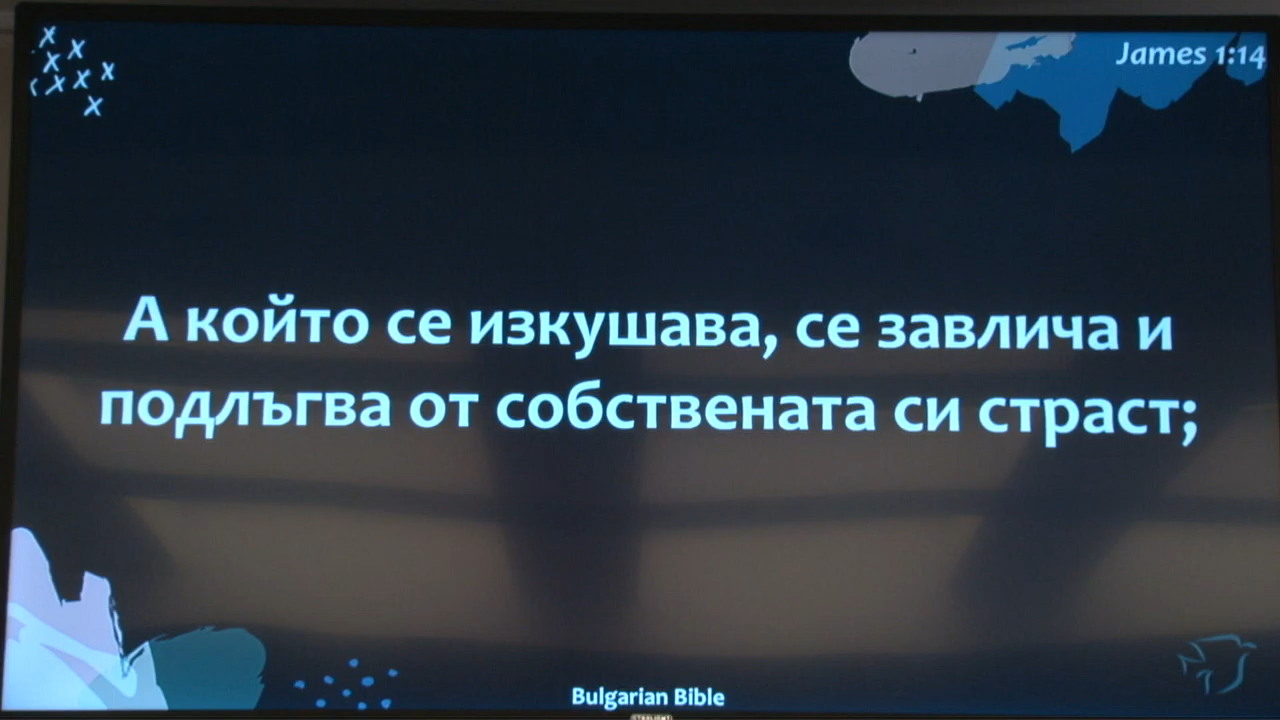 James 1:14
А който се изкушава, се завлича и
подлъгва от собствената си страст;
Bulgarian Bible